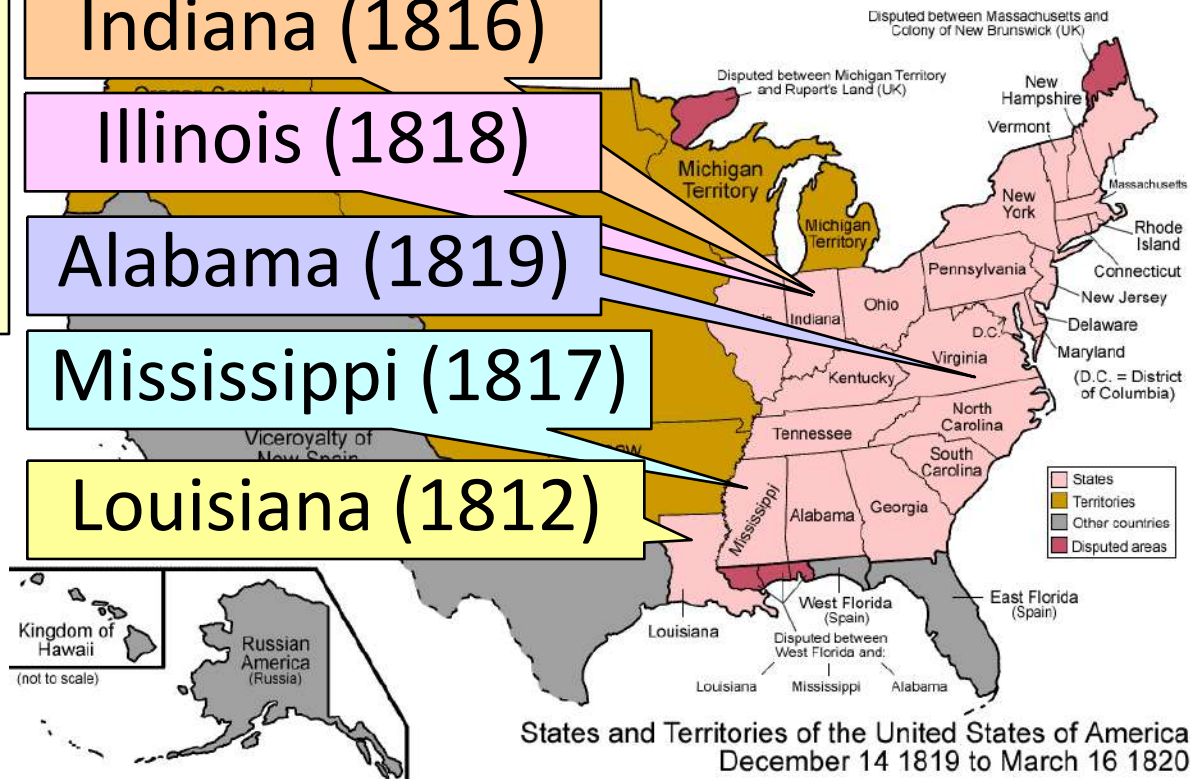 Indiana (1816)
Illinois (1818)
Alabama (1819)
Mississippi (1817)
Louisiana (1812)
Disputed between Massachusetts and
Colony of New Brunswick (UK)
Disputed between Michigan Territory
and Rupert's Land (UK)
New
Hampshire
Vermont
Massachusetts
New
York
Rhode
Island
Connecticut
Michigan
Territory
Michigan
Territory
Pennsylvania
New Jersey
Delaware
Maryland
(D.C. = District
of Columbia)
Ohio
Indiana
D.C.
Virginia
Kentucky
North
Carolina
Tennessee
South
Carolina
Mississippi
Alabama
Georgia
Viceroyalty of
New Spain
States
Territories
Other countries
Disputed areas
East Florida
(Spain)
West Florida
(Spain)
Louisiana
Disputed between
West Florida and:
Louisiana
Mississippi
Alabama
Kingdom of
Hawaii
(not to scale)
Russian
America
(Russia)
States and Territories of the United States of America
December 14 1819 to March 16 1820